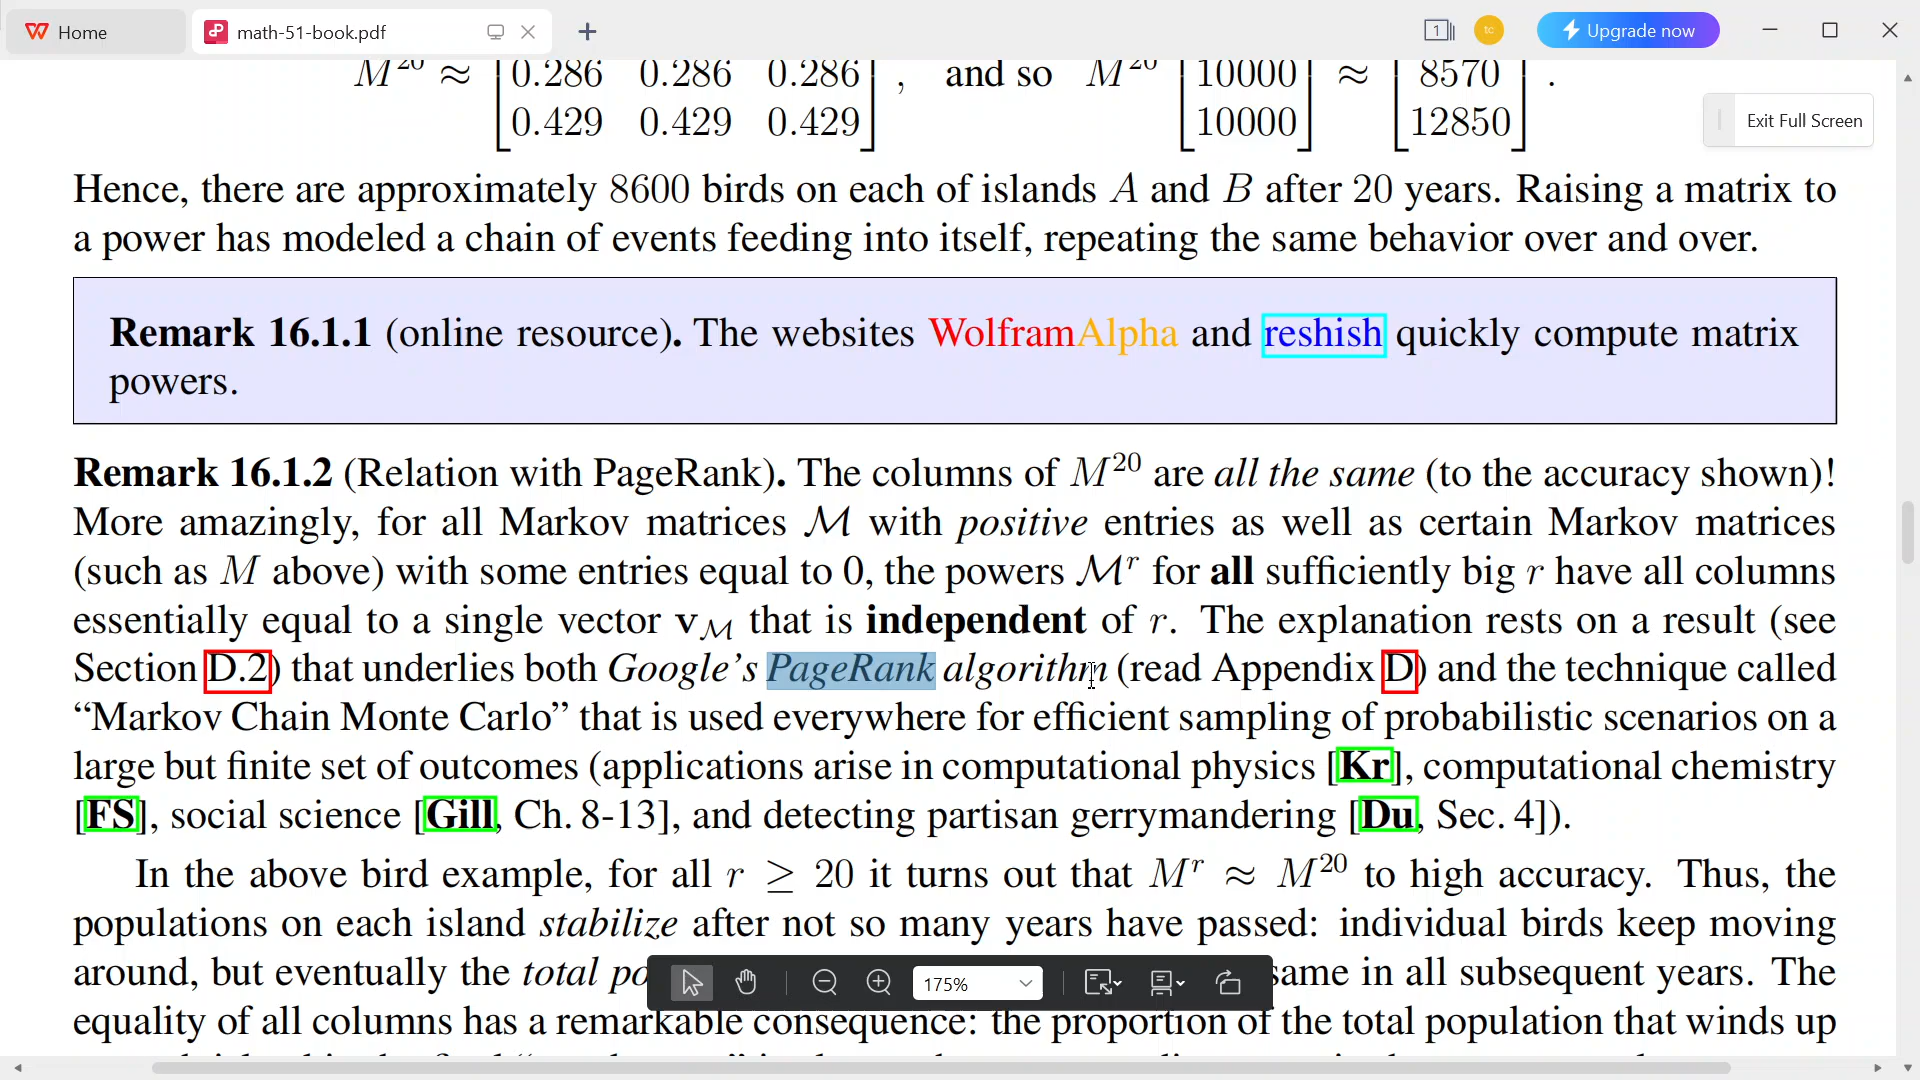 Home
math-51-book.pdf
1
tc
Upgrade now
Exit Full Screen
M^20 ≈ [0.286 0.286 0.286], and so M^20 [10000] ≈ [8570].
0.429 0.429 0.429 10000 12850
Hence, there are approximately 8600 birds on each of islands A and B after 20 years. Raising a matrix to
a power has modeled a chain of events feeding into itself, repeating the same behavior over and over.
Remark 16.1.1 (online resource). The websites WolframAlpha and reshish quickly compute matrix
powers.
Remark 16.1.2 (Relation with PageRank). The columns of M^20 are all the same (to the accuracy shown)!
More amazingly, for all Markov matrices ℳ with positive entries as well as certain Markov matrices
(such as M above) with some entries equal to 0, the powers ℳ^r for all sufficiently big r have all columns
essentially equal to a single vector v_ℳ that is independent of r. The explanation rests on a result (see
Section D.2) that underlies both Google's PageRank algorithm (read Appendix D) and the technique called
“Markov Chain Monte Carlo” that is used everywhere for efficient sampling of probabilistic scenarios on a
large but finite set of outcomes (applications arise in computational physics [Kr], computational chemistry
[FS], social science [Gill, Ch. 8-13], and detecting partisan gerrymandering [Du, Sec. 4]).
In the above bird example, for all r ≥ 20 it turns out that M^r ≈ M^20 to high accuracy. Thus, the
populations on each island stabilize after not so many years have passed: individual birds keep moving
around, but eventually the total po same in all subsequent years. The
175%
equality of all columns has a remarkable consequence: the proportion of the total population that winds up